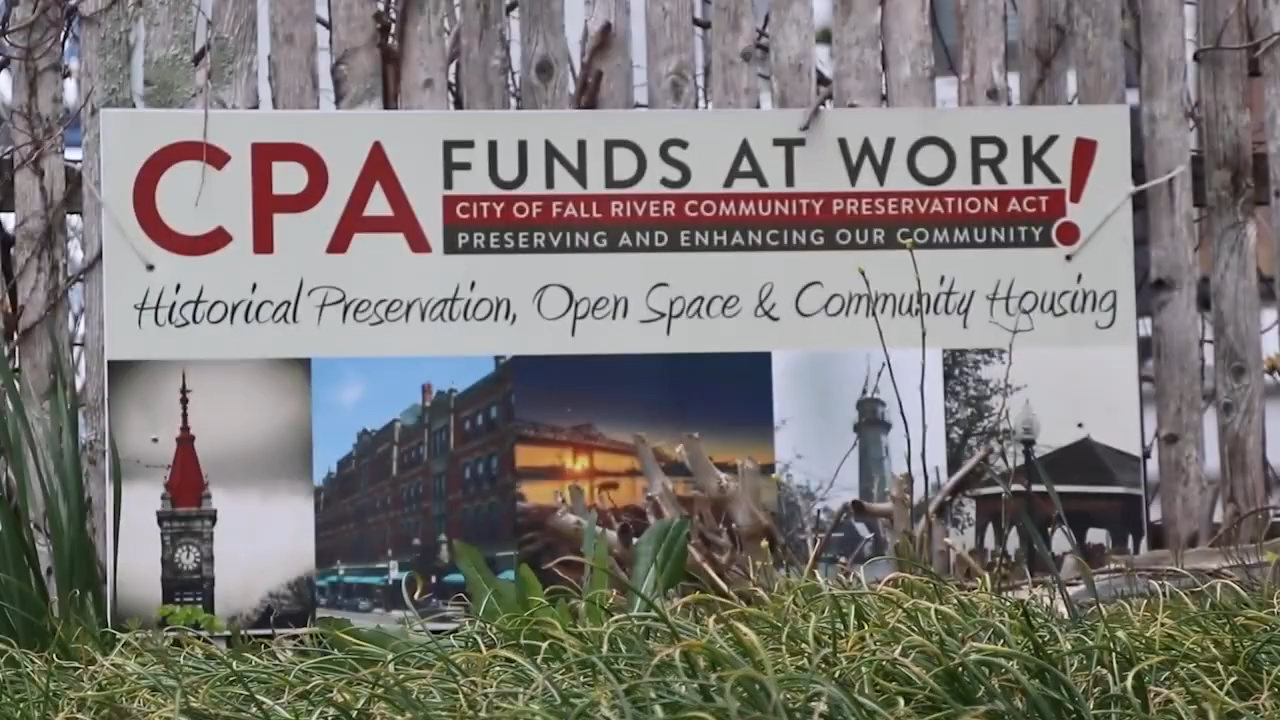 CPA FUNDS AT WORK!
CITY OF FALL RIVER COMMUNITY PRESERVATION ACT
PRESERVING AND ENHANCING OUR COMMUNITY
Historical Preservation, Open Space & Community Housing